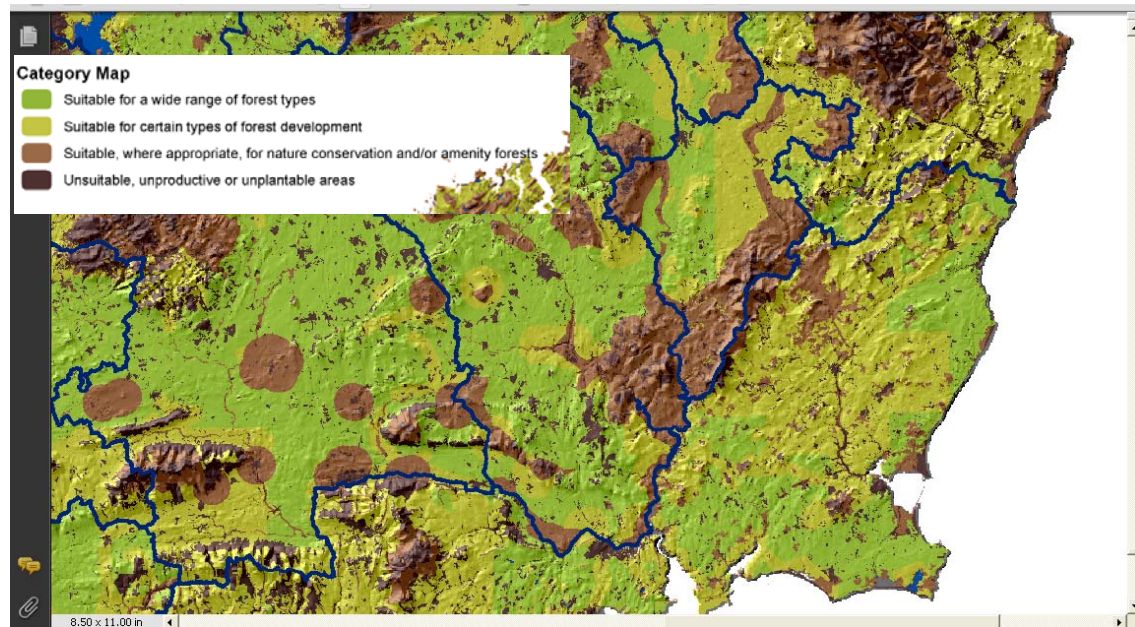 Category Map
Suitable for a wide range of forest types
Suitable for certain types of forest development
Suitable, where appropriate, for nature conservation and/or amenity forests
Unsuitable, unproductive or unplantable areas
8.50 x 11.00 in